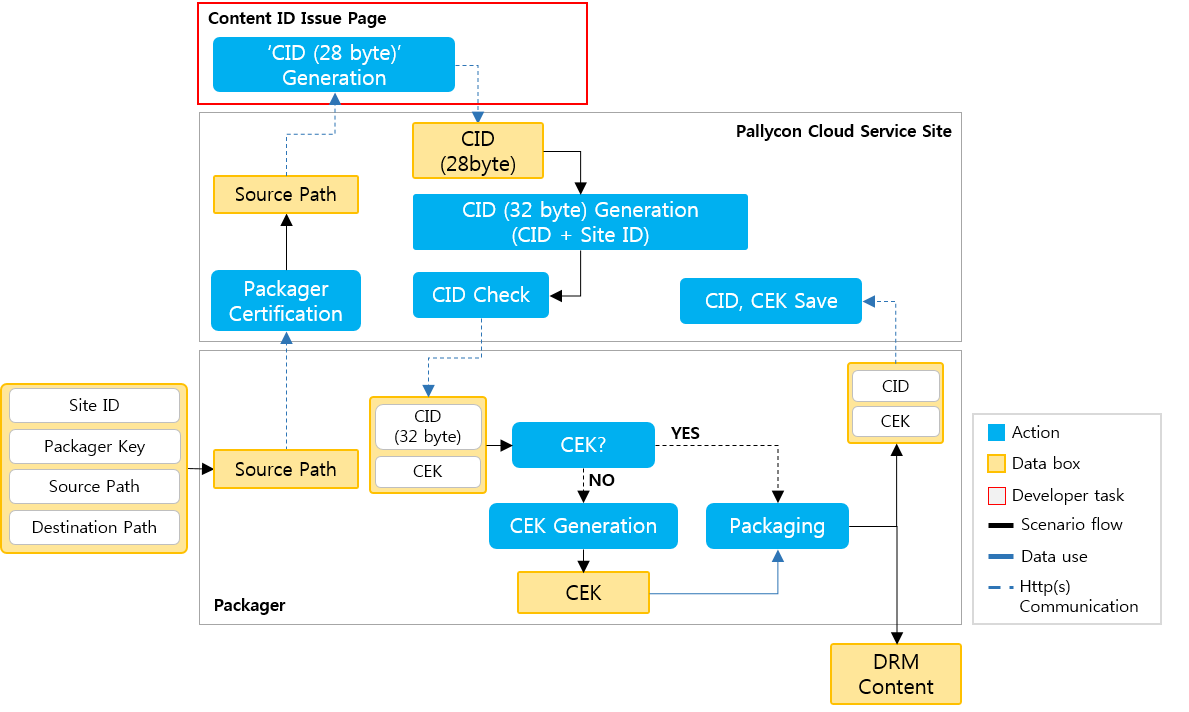 Content ID Issue Page
‘CID (28 byte)‘
Generation
Pallycon Cloud Service Site
CID
(28byte)
Source Path
CID (32 byte) Generation
(CID + Site ID)
Packager
Certification
CID Check
CID, CEK Save
Site ID
Packager Key
Source Path
Destination Path
Source Path
CID
(32 byte)
CEK
CEK?
YES
NO
CEK Generation
Packaging
CEK
CID
CEK
Packager
DRM
Content
Action
Data box
Developer task
Scenario flow
Data use
Http(s)
Communication